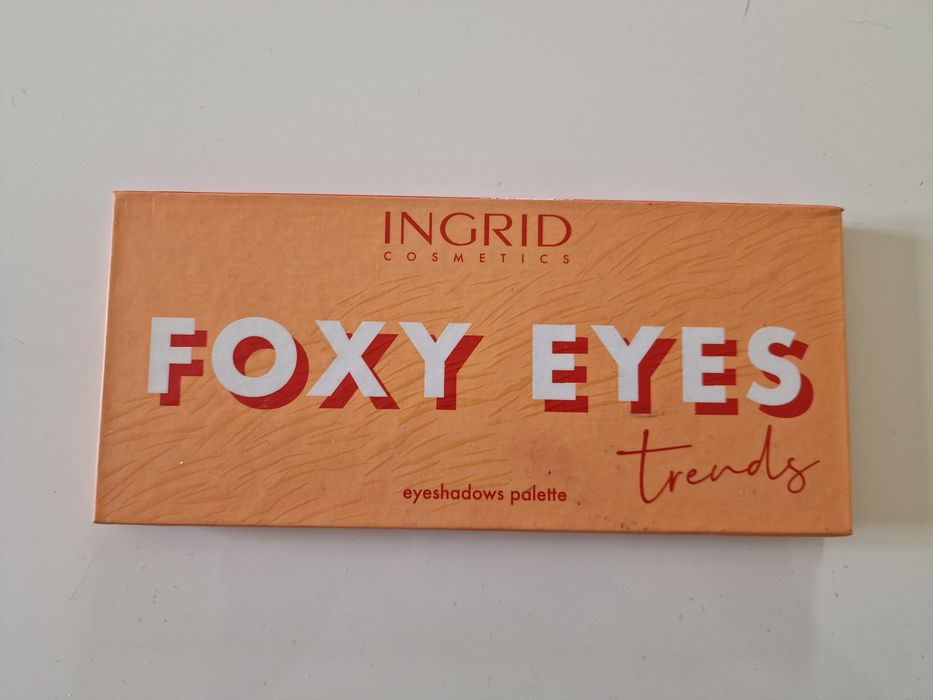 INGRID
COSMETICS
FOXY EYES
trends
eyeshadows palette